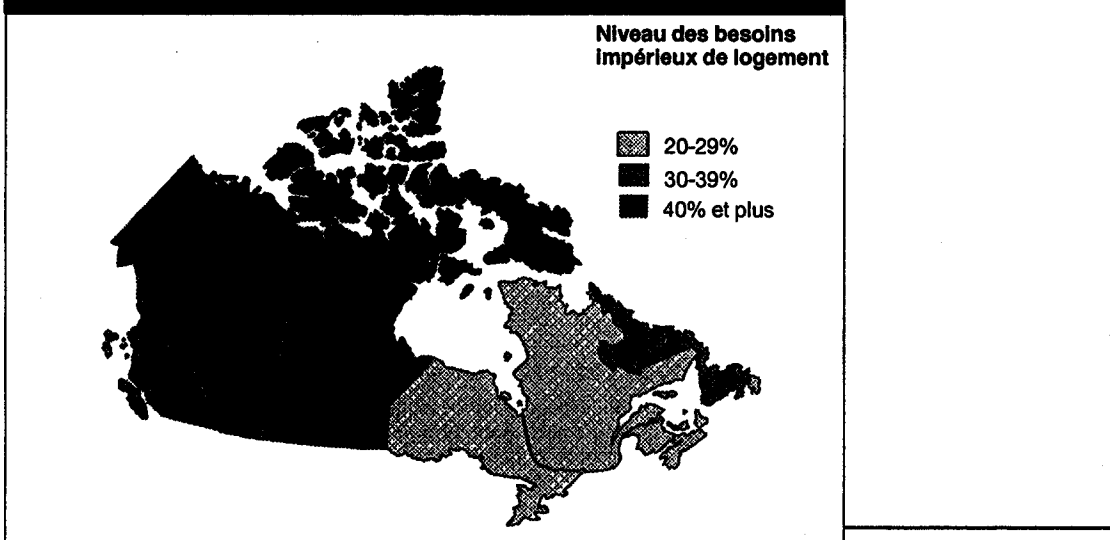 Niveau des besoins
impérieux de logement
20-29%
30-39%
40% et plus